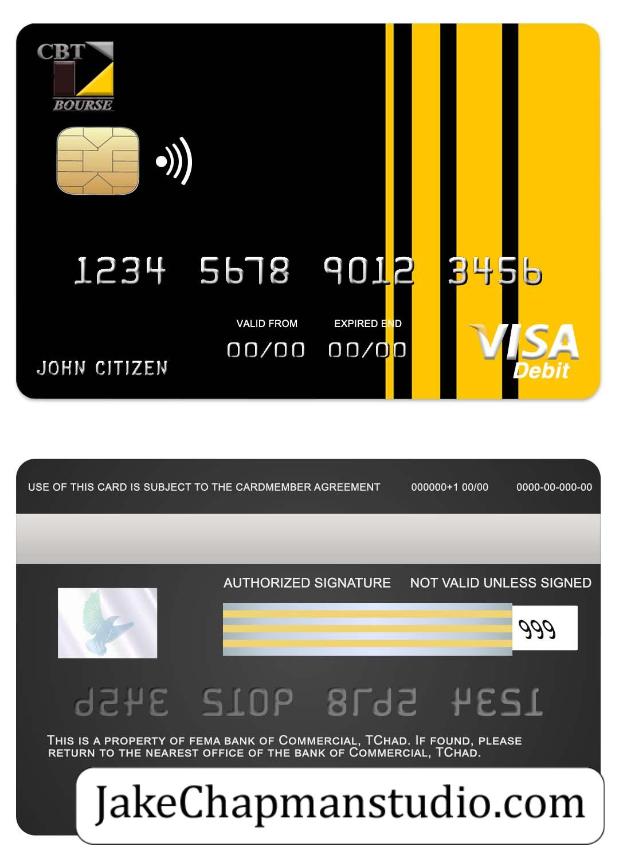 CBT
BOURSE
1234 5678 9012 3456
VALID FROM EXPIRED END
00/00 00/00
JOHN CITIZEN
VISA
Debit
USE OF THIS CARD IS SUBJECT TO THE CARDMEMBER AGREEMENT 000000+1 00/00 0000-00-000-00
AUTHORIZED SIGNATURE NOT VALID UNLESS SIGNED
999
THIS IS A PROPERTY OF FEMA BANK OF COMMERCIAL, TCHAD. IF FOUND, PLEASE
RETURN TO THE NEAREST OFFICE OF THE BANK OF COMMERCIAL, TCHAD.
JakeChapmanstudio.com